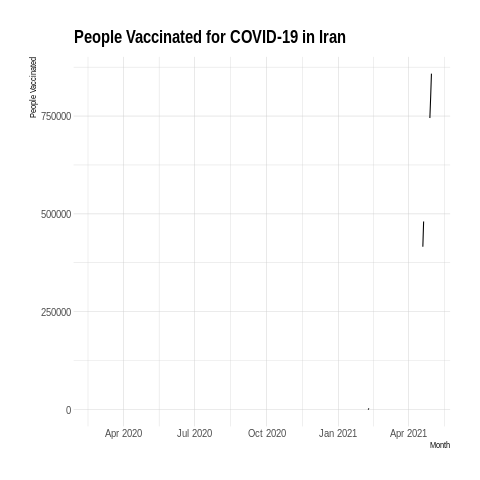 People Vaccinated for COVID-19 in Iran
People Vaccinated
750000
500000
250000
0
Apr 2020 Jul 2020 Oct 2020 Jan 2021 Apr 2021
Month